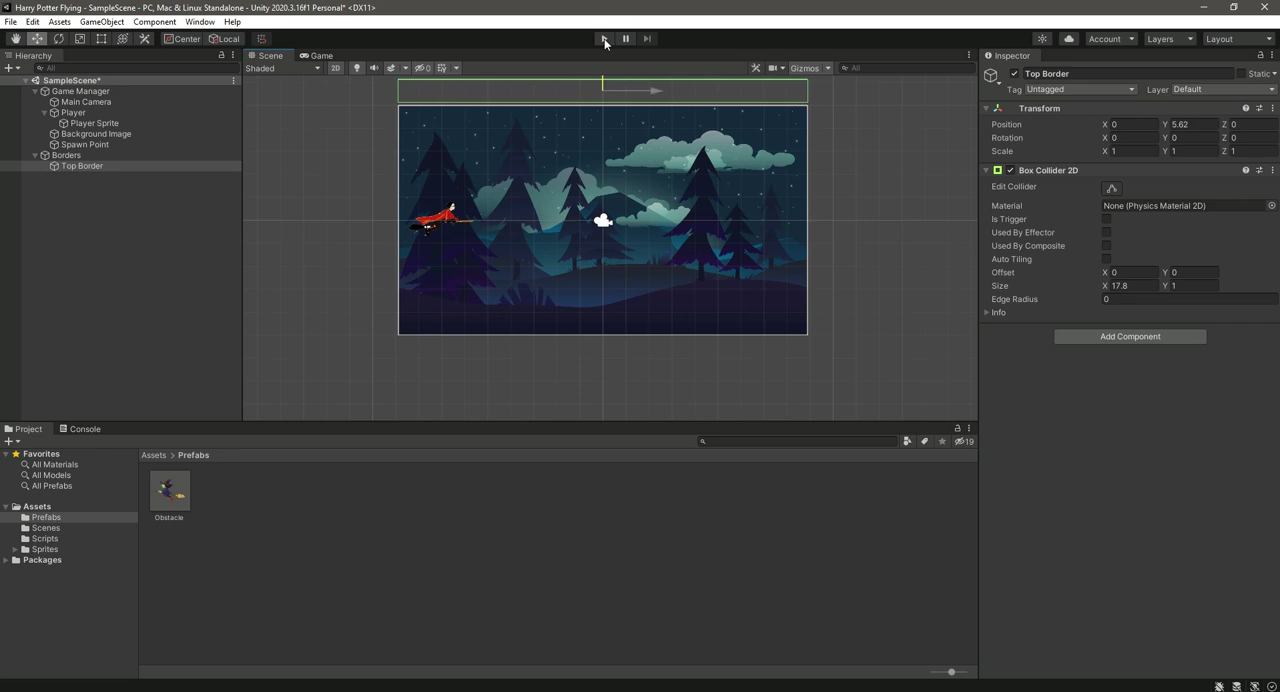 Harry Potter Flying - SampleScene - PC, Mac & Linux Standalone - Unity 2020.3.16f1 Personal* <DX11>
File Edit Assets GameObject Component Window Help
Center Local Account Layers Layout
Hierarchy
All
SampleScene*
Game Manager
Main Camera
Player
Player Sprite
Background Image
Spawn Point
Borders
Top Border
Scene Game
Shaded 2D 0 Gizmos All
Inspector
Top Border Static
Tag Untagged Layer Default
Transform
Position X 0 Y 5.62 Z 0
Rotation X 0 Y 0 Z 0
Scale X 1 Y 1 Z 1
Box Collider 2D
Edit Collider
Material None (Physics Material 2D)
Is Trigger
Used By Effector
Used By Composite
Auto Tiling
Offset X 0 Y 0
Size X 17.8 Y 1
Edge Radius 0
Info
Add Component
Project Console
19
Favorites
All Materials
All Models
All Prefabs
Assets
Prefabs
Scenes
Scripts
Sprites
Packages
Assets > Prefabs
Obstacle